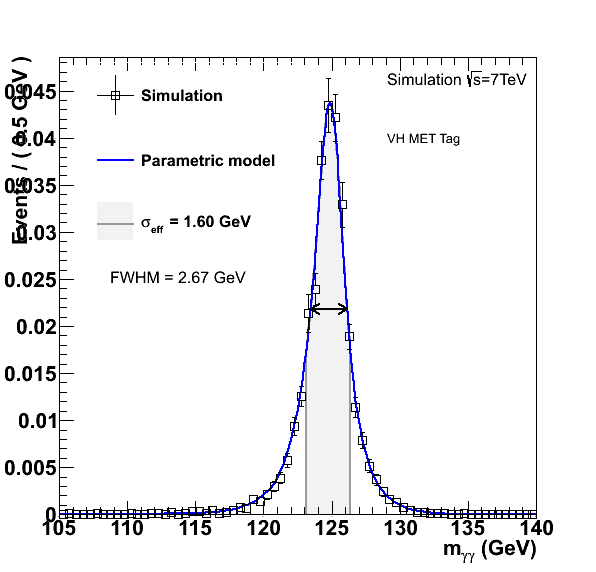 Simulation √s=7TeV
VH MET Tag
Simulation
Parametric model
σeff = 1.60 GeV
FWHM = 2.67 GeV
Events / ( 0.5 GeV )
0.045
0.04
0.035
0.03
0.025
0.02
0.015
0.01
0.005
0
105 110 115 120 125 130 135 140
mγγ (GeV)